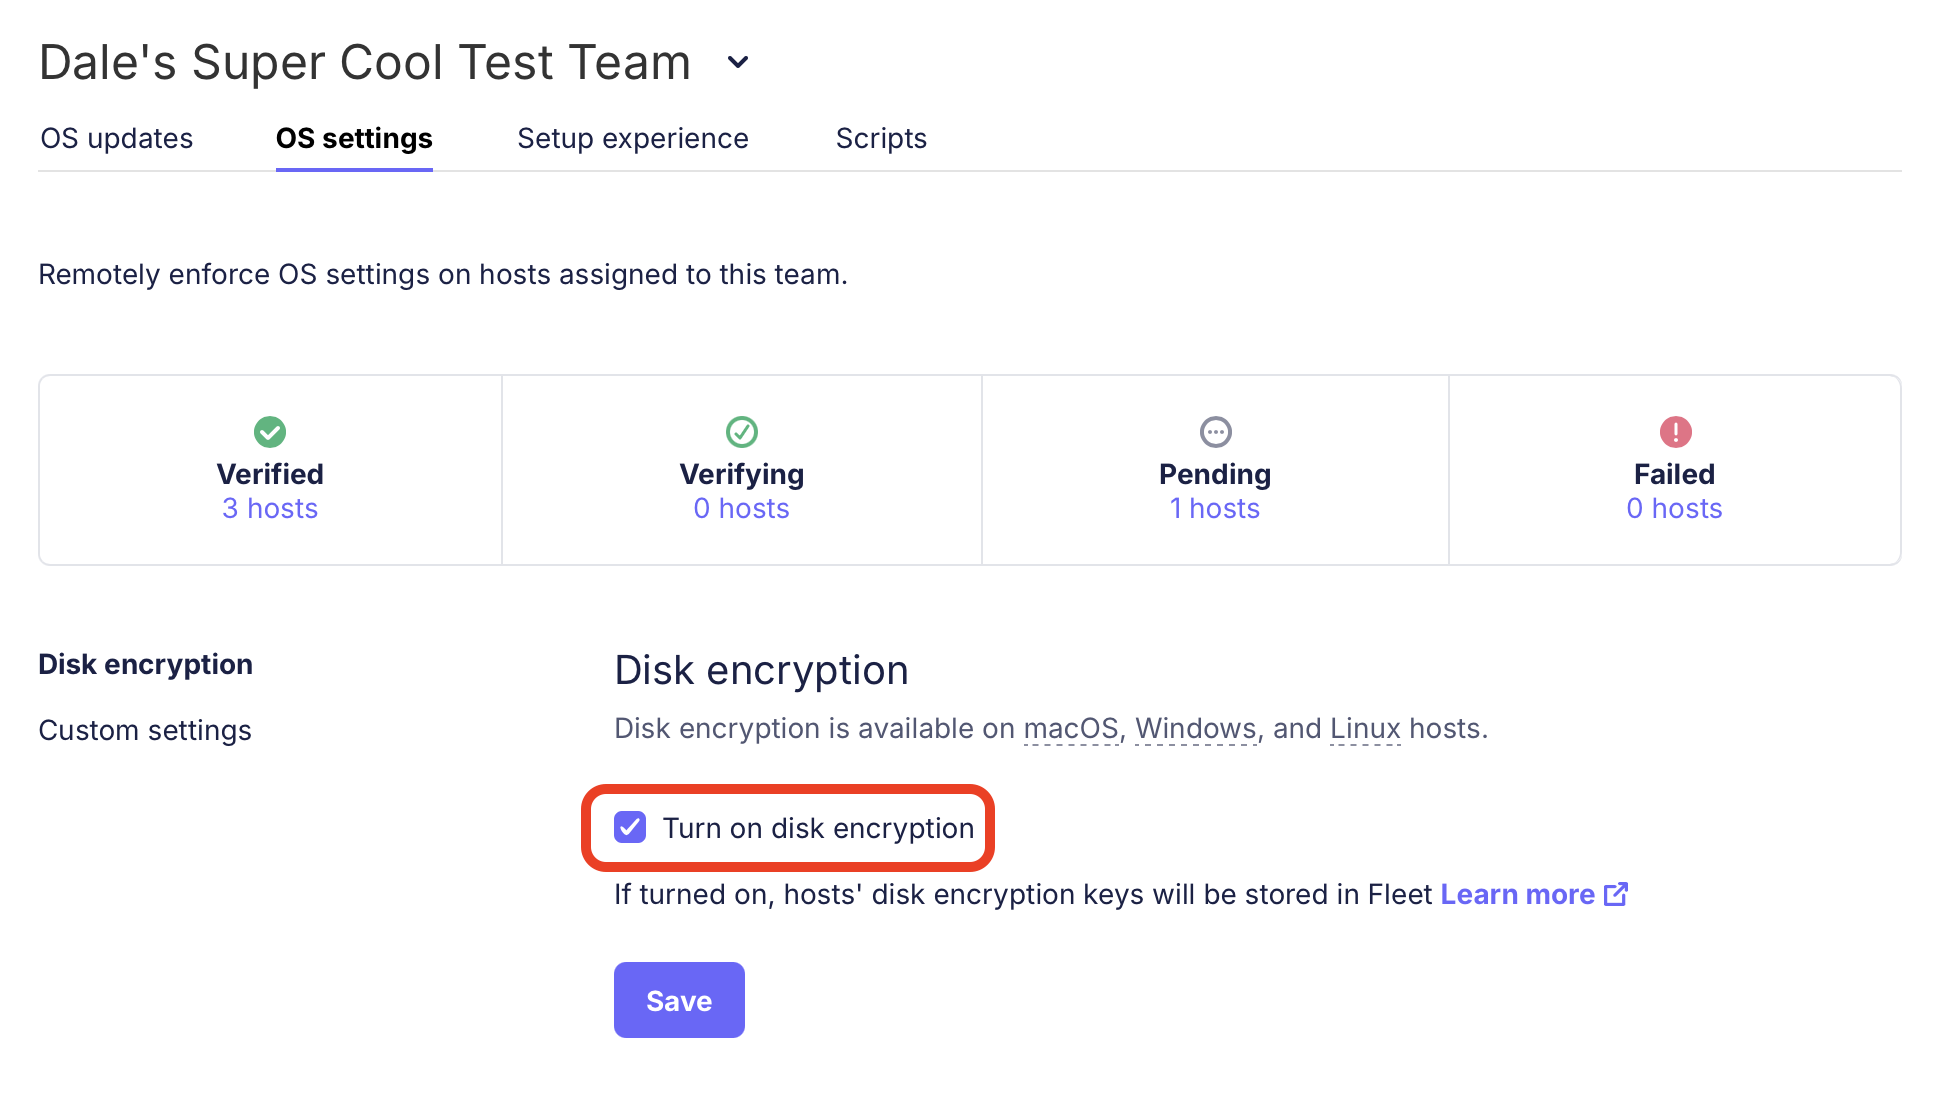 Dale's Super Cool Test Team
OS updates OS settings Setup experience Scripts
Remotely enforce OS settings on hosts assigned to this team.
Verified Verifying Pending Failed
3 hosts 0 hosts 1 hosts 0 hosts
Disk encryption
Custom settings
Disk encryption
Disk encryption is available on macOS, Windows, and Linux hosts.
Turn on disk encryption
If turned on, hosts' disk encryption keys will be stored in Fleet Learn more
Save